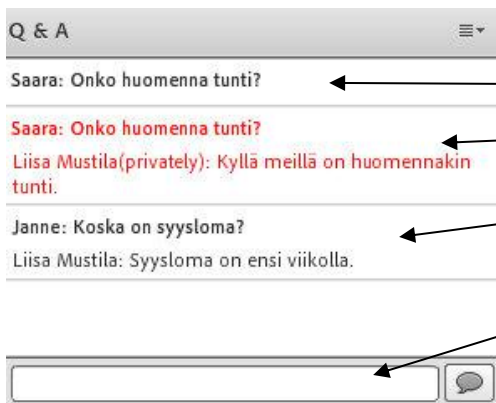 Q & A
Saara: Onko huomenna tunti?
Saara: Onko huomenna tunti?
Liisa Mustila(privately): Kyllä meillä on huomennakin
tunti.
Janne: Koska on syysloma?
Liisa Mustila: Syysloma on ensi viikolla.